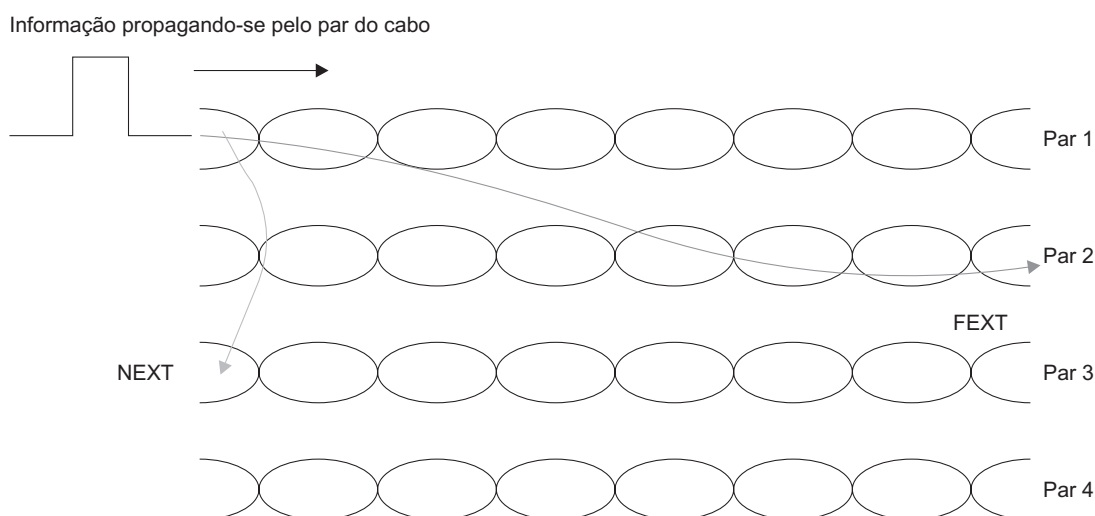 Informação propagando-se pelo par do cabo
Par 1
Par 2
FEXT
NEXT
Par 3
Par 4